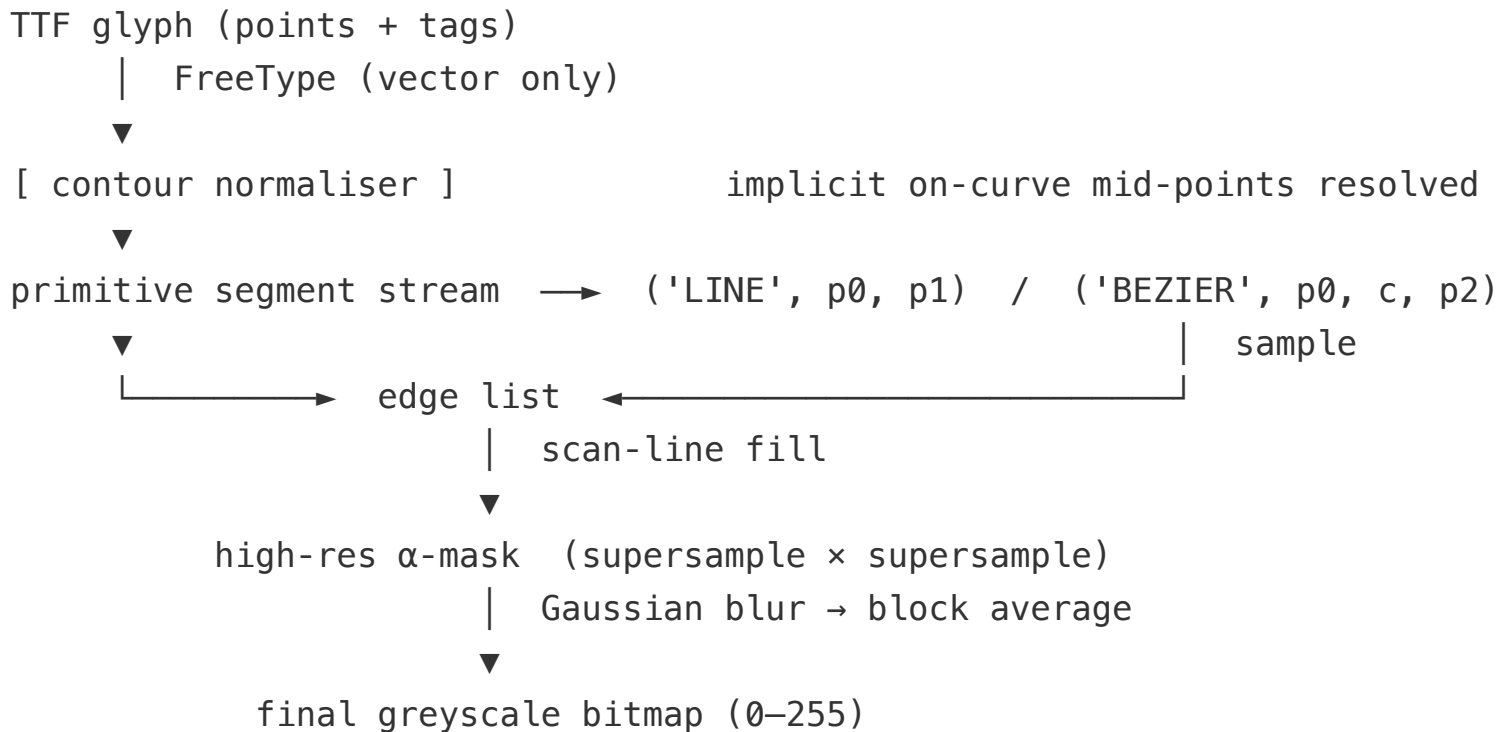 TTF glyph (points + tags)
│  FreeType (vector only)
▼
[ contour normaliser ]                 implicit on-curve mid-points resolved
▼
primitive segment stream  ──►  ('LINE', p0, p1)  /  ('BEZIER', p0, c, p2)
▼                                                        │  sample
└─────────►  edge list  ◄──────────────────────────┘
│  scan-line fill
▼
high-res α-mask  (supersample × supersample)
│  Gaussian blur → block average
▼
final greyscale bitmap (0–255)